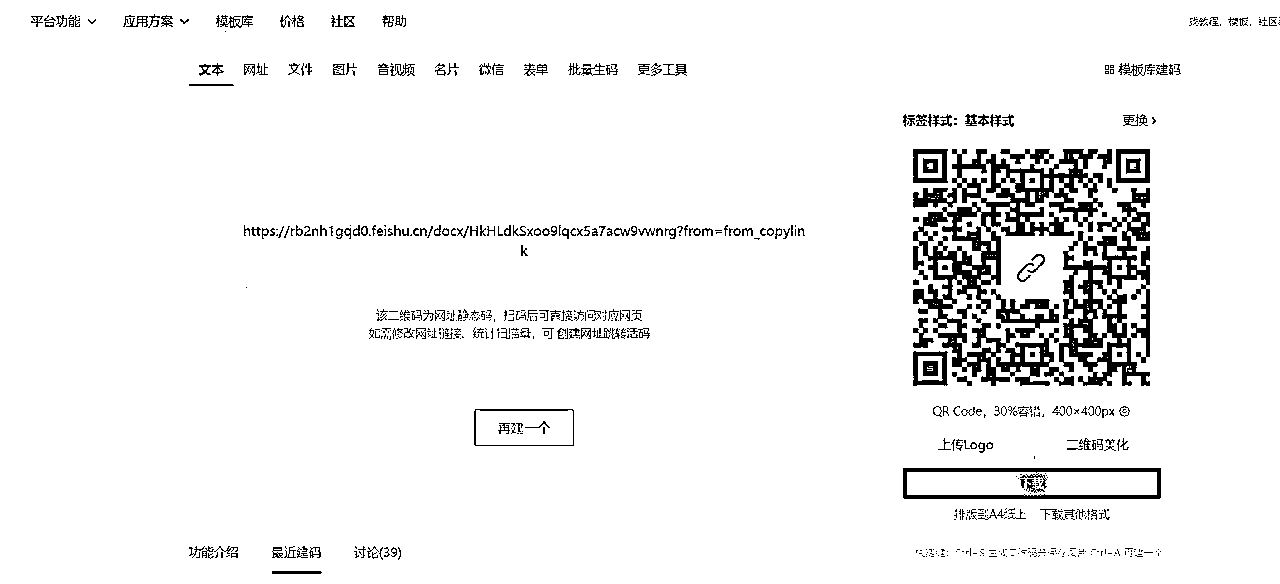 平台功能 应用方案 模板库 价格 社区 帮助
找教程，模板，社区
文本 网址 文件 图片 音视频 名片 微信 表单 批量生码 更多工具
模板库建码
标签样式：基本样式 更换
https://rb2nh1gqjd0.feishu.cn/docx/HkHLdkSxoo9lqcx5a7acw9vwnrg?from=from_copylin
k
该二维码为网址静态码，扫码后可直接访问对应网页
如需修改网址链接、统计扫描量，可 创建网址跳转活码
再建一个
QR Code，30%容错，400×400px
上传Logo 二维码美化
下载
排版到A4纸上 下载其他格式
功能介绍 最近建码 讨论(39)